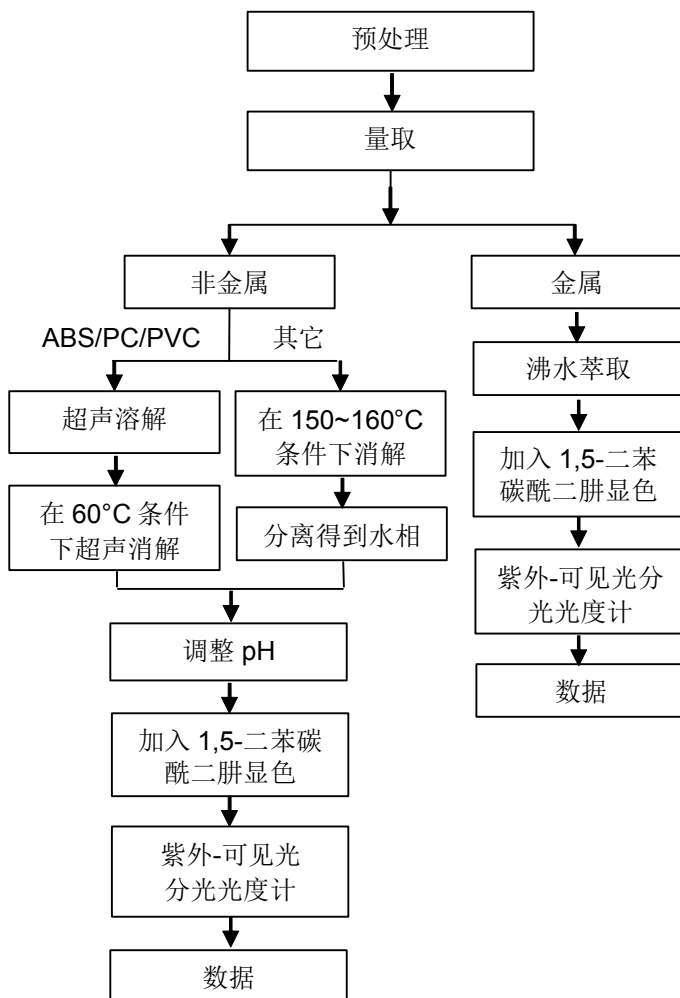 预处理
量取
非金属
金属
ABS/PC/PVC
其它
沸水萃取
超声溶解
在 150~160°C
条件下消解
加入 1,5-二苯
碳酰二肼显色
在 60°C 条件
下超声消解
分离得到水相
紫外-可见光分
光光度计
调整 pH
数据
加入 1,5-二苯碳
酰二肼显色
紫外-可见光
分光光度计
数据